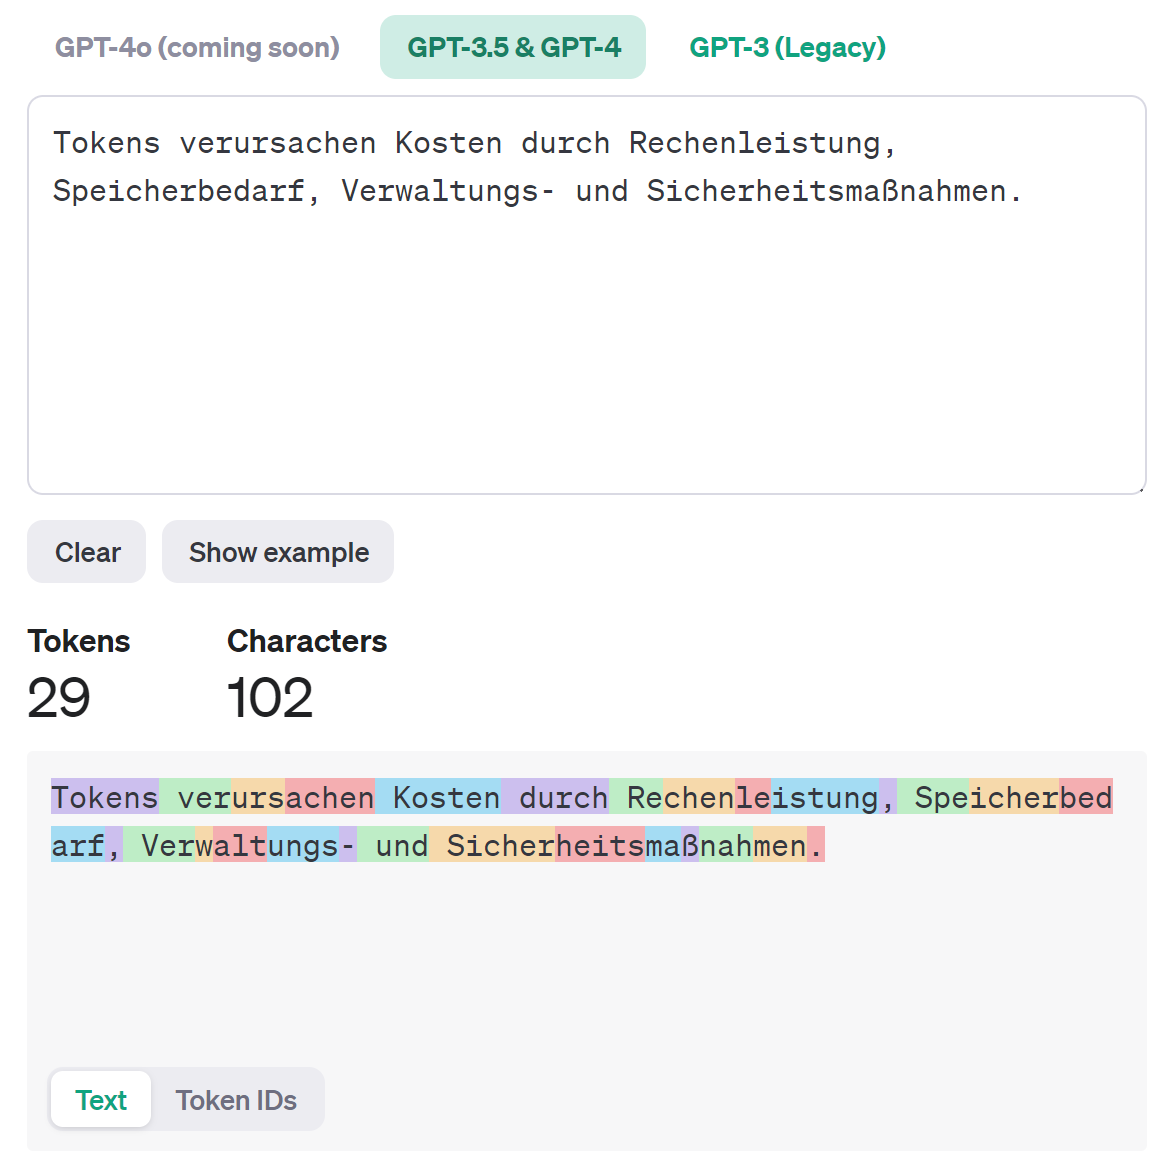 GPT-4o (coming soon) GPT-3.5 & GPT-4 GPT-3 (Legacy)
Tokens verursachen Kosten durch Rechenleistung,
Speicherbedarf, Verwaltungs- und Sicherheitsmaßnahmen.
Clear Show example
Tokens Characters
29 102
Tokens verursachen Kosten durch Rechenleistung, Speicherbed
arf, Verwaltungs- und Sicherheitsmaßnahmen.
Text Token IDs